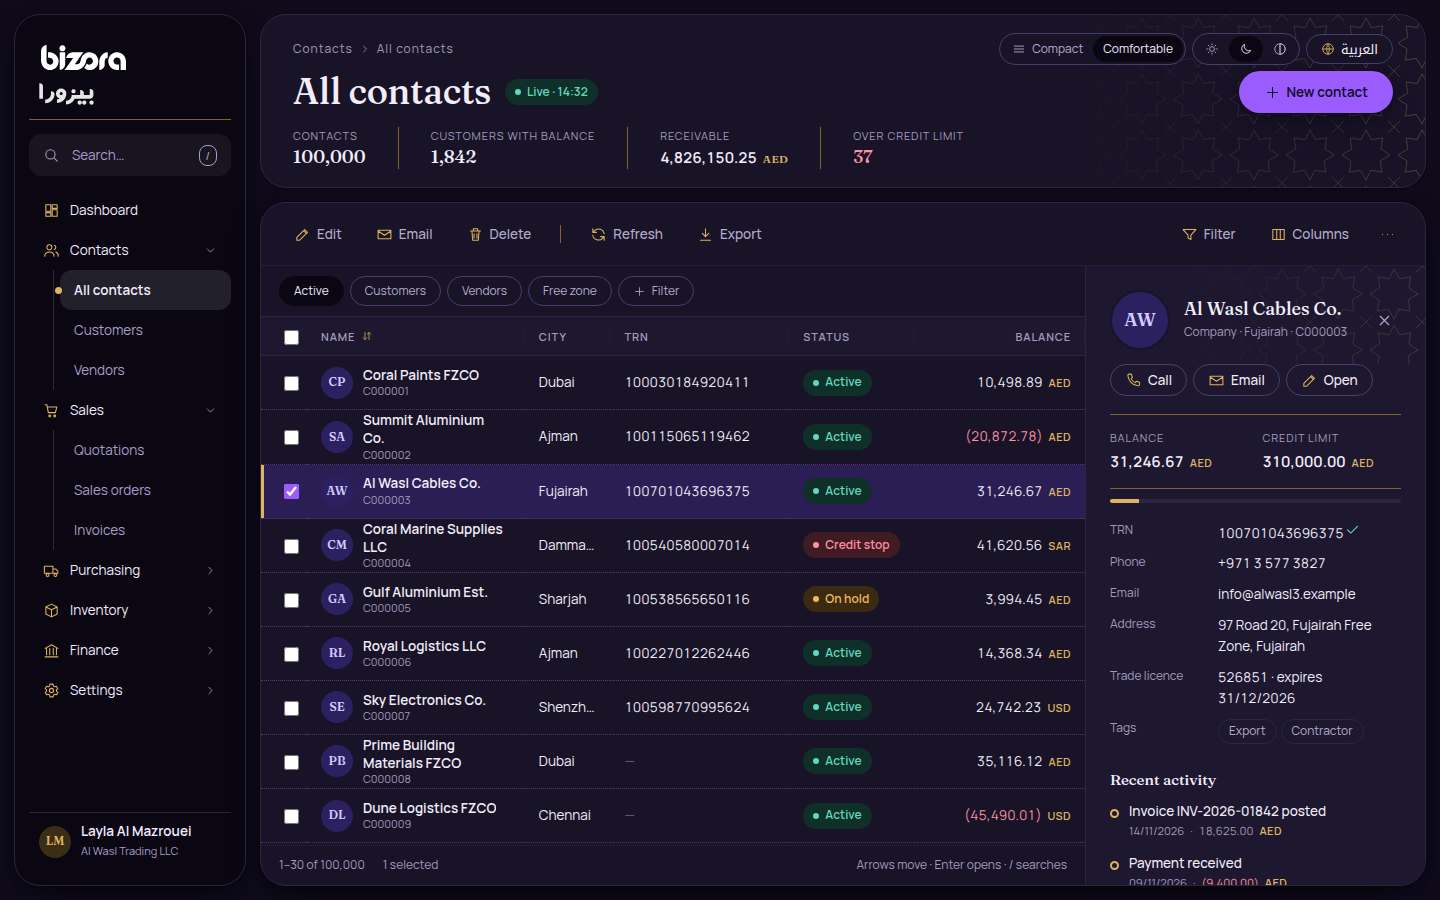 bizora
بيزورا
Search...
/
Dashboard
Contacts
All contacts
Customers
Vendors
Sales
Quotations
Sales orders
Invoices
Purchasing
Inventory
Finance
Settings
LM
Layla Al Mazrouei
Al Wasl Trading LLC
Contacts > All contacts
Compact Comfortable
العربية
All contacts
Live · 14:32
New contact
CONTACTS
100,000
CUSTOMERS WITH BALANCE
1,842
RECEIVABLE
4,826,150.25 AED
OVER CREDIT LIMIT
37
Edit Email Delete Refresh Export Filter Columns ...
Active Customers Vendors Free zone + Filter
NAME CITY TRN STATUS BALANCE
CP Coral Paints FZCO Dubai 100030184920411 Active 10,498.89 AED
C000001
SA Summit Aluminium Co. Ajman 100115065119462 Active (20,872.78) AED
C000002
AW Al Wasl Cables Co. Fujairah 100701043696375 Active 31,246.67 AED
C000003
CM Coral Marine Supplies LLC Damma... 100540580007014 Credit stop 41,620.56 SAR
C000004
GA Gulf Aluminium Est. Sharjah 100538565650116 On hold 3,994.45 AED
C000005
RL Royal Logistics LLC Ajman 100227012262446 Active 14,368.34 AED
C000006
SE Sky Electronics Co. Shenzh... 100598770995624 Active 24,742.23 USD
C000007
PB Prime Building Materials FZCO Dubai — Active 35,116.12 AED
C000008
DL Dune Logistics FZCO Chennai — Active (45,490.01) USD
C000009
1–30 of 100,000 1 selected
Arrows move · Enter opens · / searches
AW
Al Wasl Cables Co.
Company · Fujairah · C000003
Call Email Open
BALANCE
31,246.67 AED
CREDIT LIMIT
310,000.00 AED
TRN 100701043696375
Phone +971 3 577 3827
Email info@alwasl3.example
Address 97 Road 20, Fujairah Free
Zone, Fujairah
Trade licence 526851 · expires
31/12/2026
Tags Export Contractor
Recent activity
Invoice INV-2026-01842 posted
14/11/2026 · 18,625.00 AED
Payment received
09/11/2026 · (9,400.00) AED